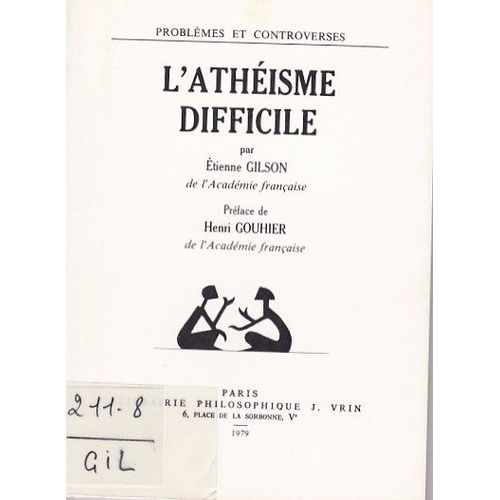 PROBLÈMES ET CONTROVERSES
L'ATHÉISME
DIFFICILE
par
Étienne GILSON
de l'Académie française
Préface de
Henri GOUHIER
de l'Académie française
PARIS
RIE PHILOSOPHIQUE J. VRIN
6, PLACE DE LA SORBONNE, Vᵉ
1979
211-8
GIL